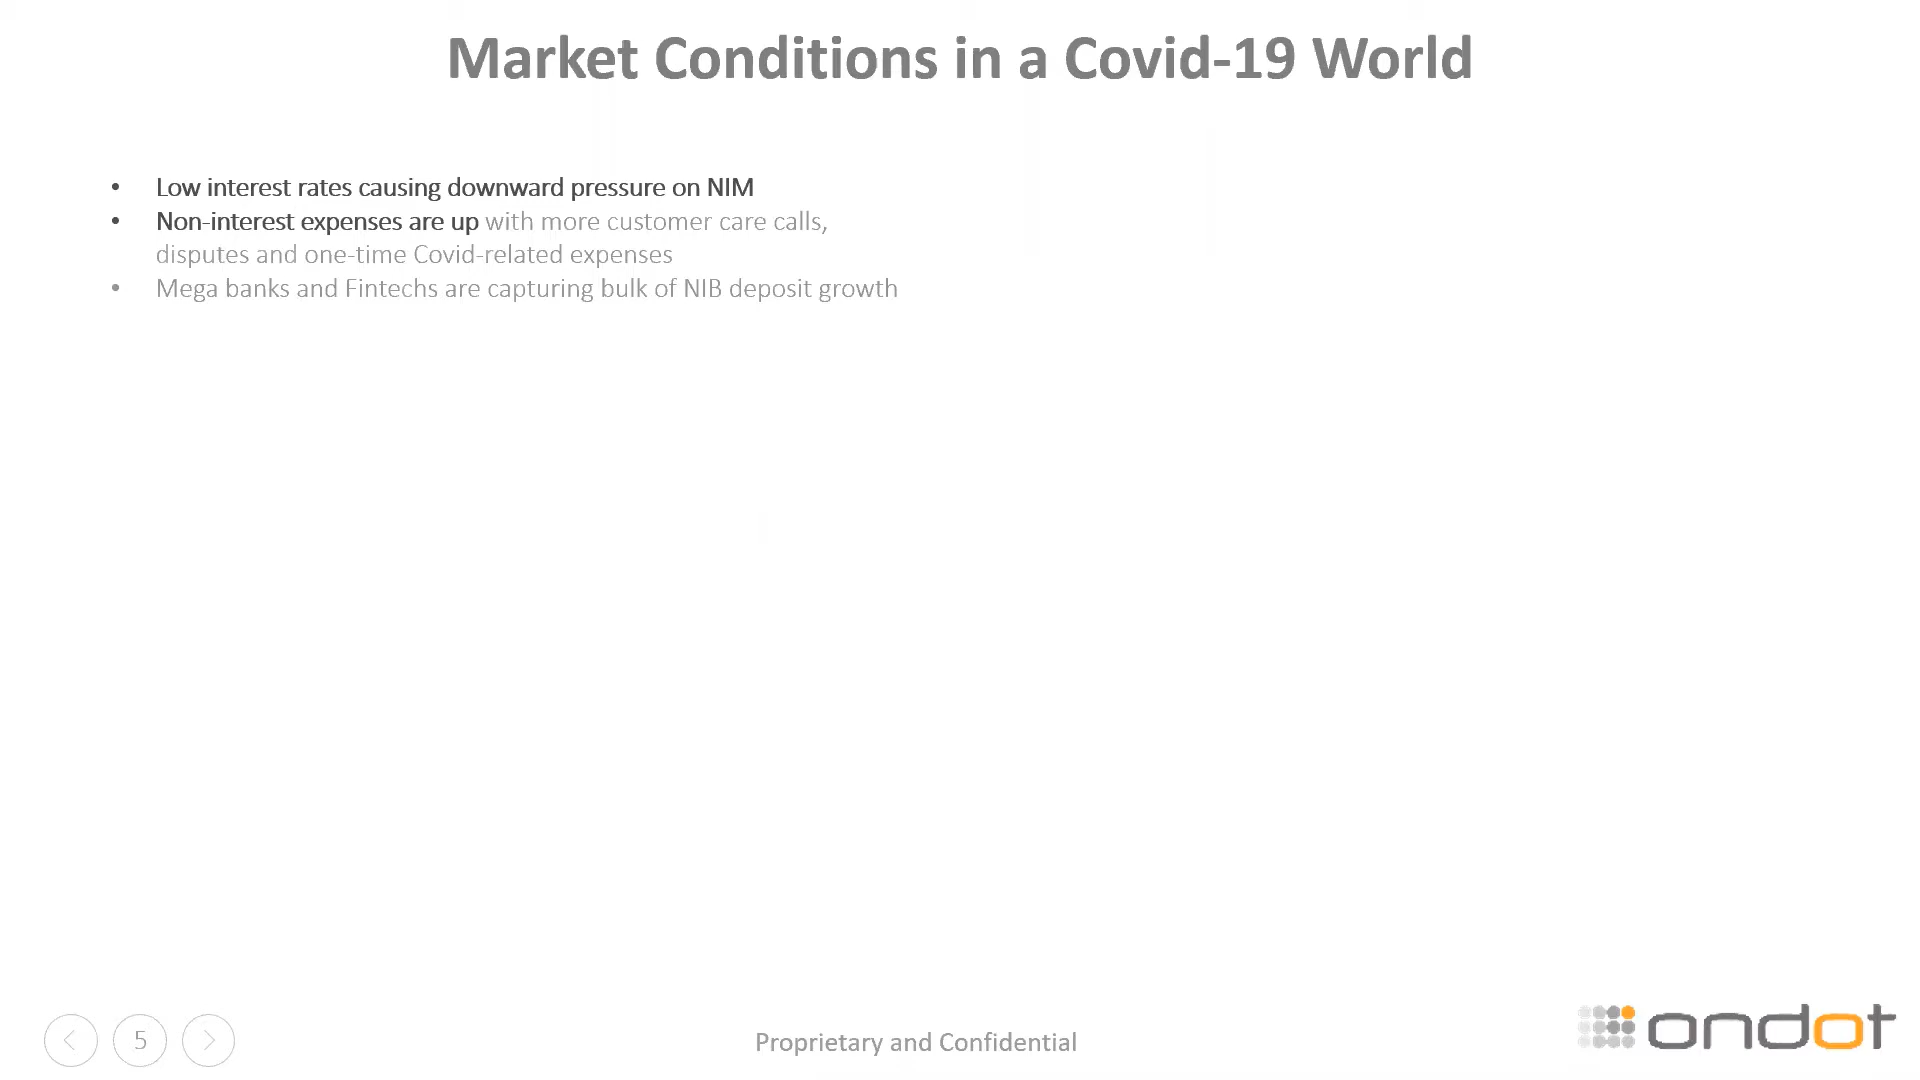 Market Conditions in a Covid-19 World
• Low interest rates causing downward pressure on NIM
• Non-interest expenses are up with more customer care calls,
disputes and one-time Covid-related expenses
• Mega banks and Fintechs are capturing bulk of NIB deposit growth
5
Proprietary and Confidential
ondot